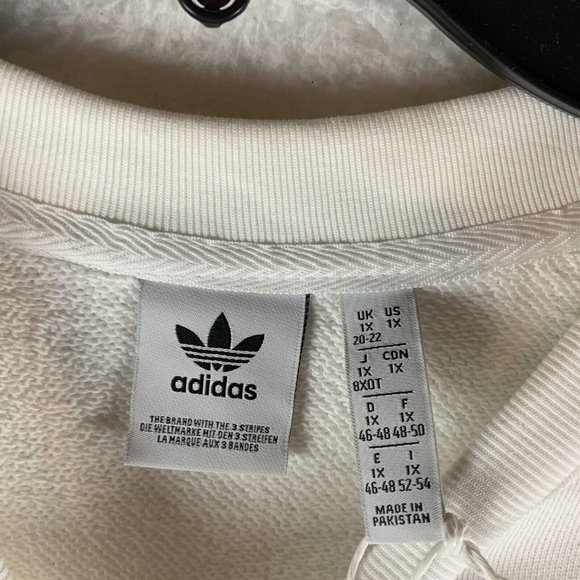 adidas
THE BRAND WITH THE 3 STRIPES
DIE WELTMARKE MIT DEN 3 STREIFEN
LA MARQUE AUX 3 BANDES
UK US
1X 1X
20-22
J CDN
1X 1X
8XOT
D F
1X 1X
46-48 48-50
E I
1X 1X
46-48 52-54
MADE IN
PAKISTAN